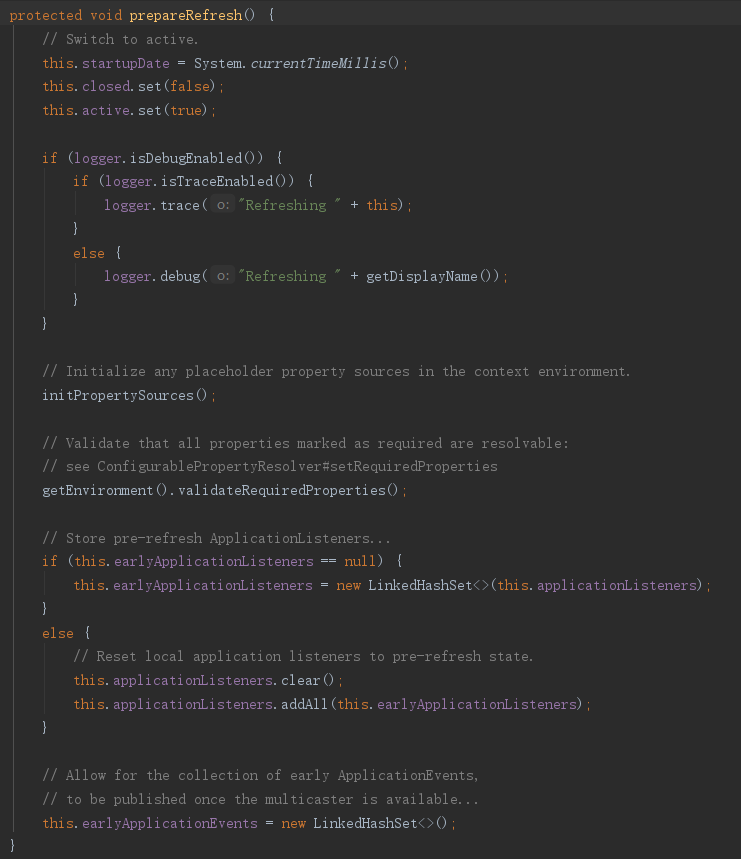 protected void prepareRefresh() {
    // Switch to active.
    this.startupDate = System.currentTimeMillis();
    this.closed.set(false);
    this.active.set(true);

    if (logger.isDebugEnabled()) {
        if (logger.isTraceEnabled()) {
            logger.trace( o: "Refreshing " + this);
        }
        else {
            logger.debug( o: "Refreshing " + getDisplayName());
        }
    }

    // Initialize any placeholder property sources in the context environment.
    initPropertySources();

    // Validate that all properties marked as required are resolvable:
    // see ConfigurablePropertyResolver#setRequiredProperties
    getEnvironment().validateRequiredProperties();

    // Store pre-refresh ApplicationListeners...
    if (this.earlyApplicationListeners == null) {
        this.earlyApplicationListeners = new LinkedHashSet<>(this.applicationListeners);
    }
    else {
        // Reset local application listeners to pre-refresh state.
        this.applicationListeners.clear();
        this.applicationListeners.addAll(this.earlyApplicationListeners);
    }

    // Allow for the collection of early ApplicationEvents,
    // to be published once the multicaster is available...
    this.earlyApplicationEvents = new LinkedHashSet<>();
}